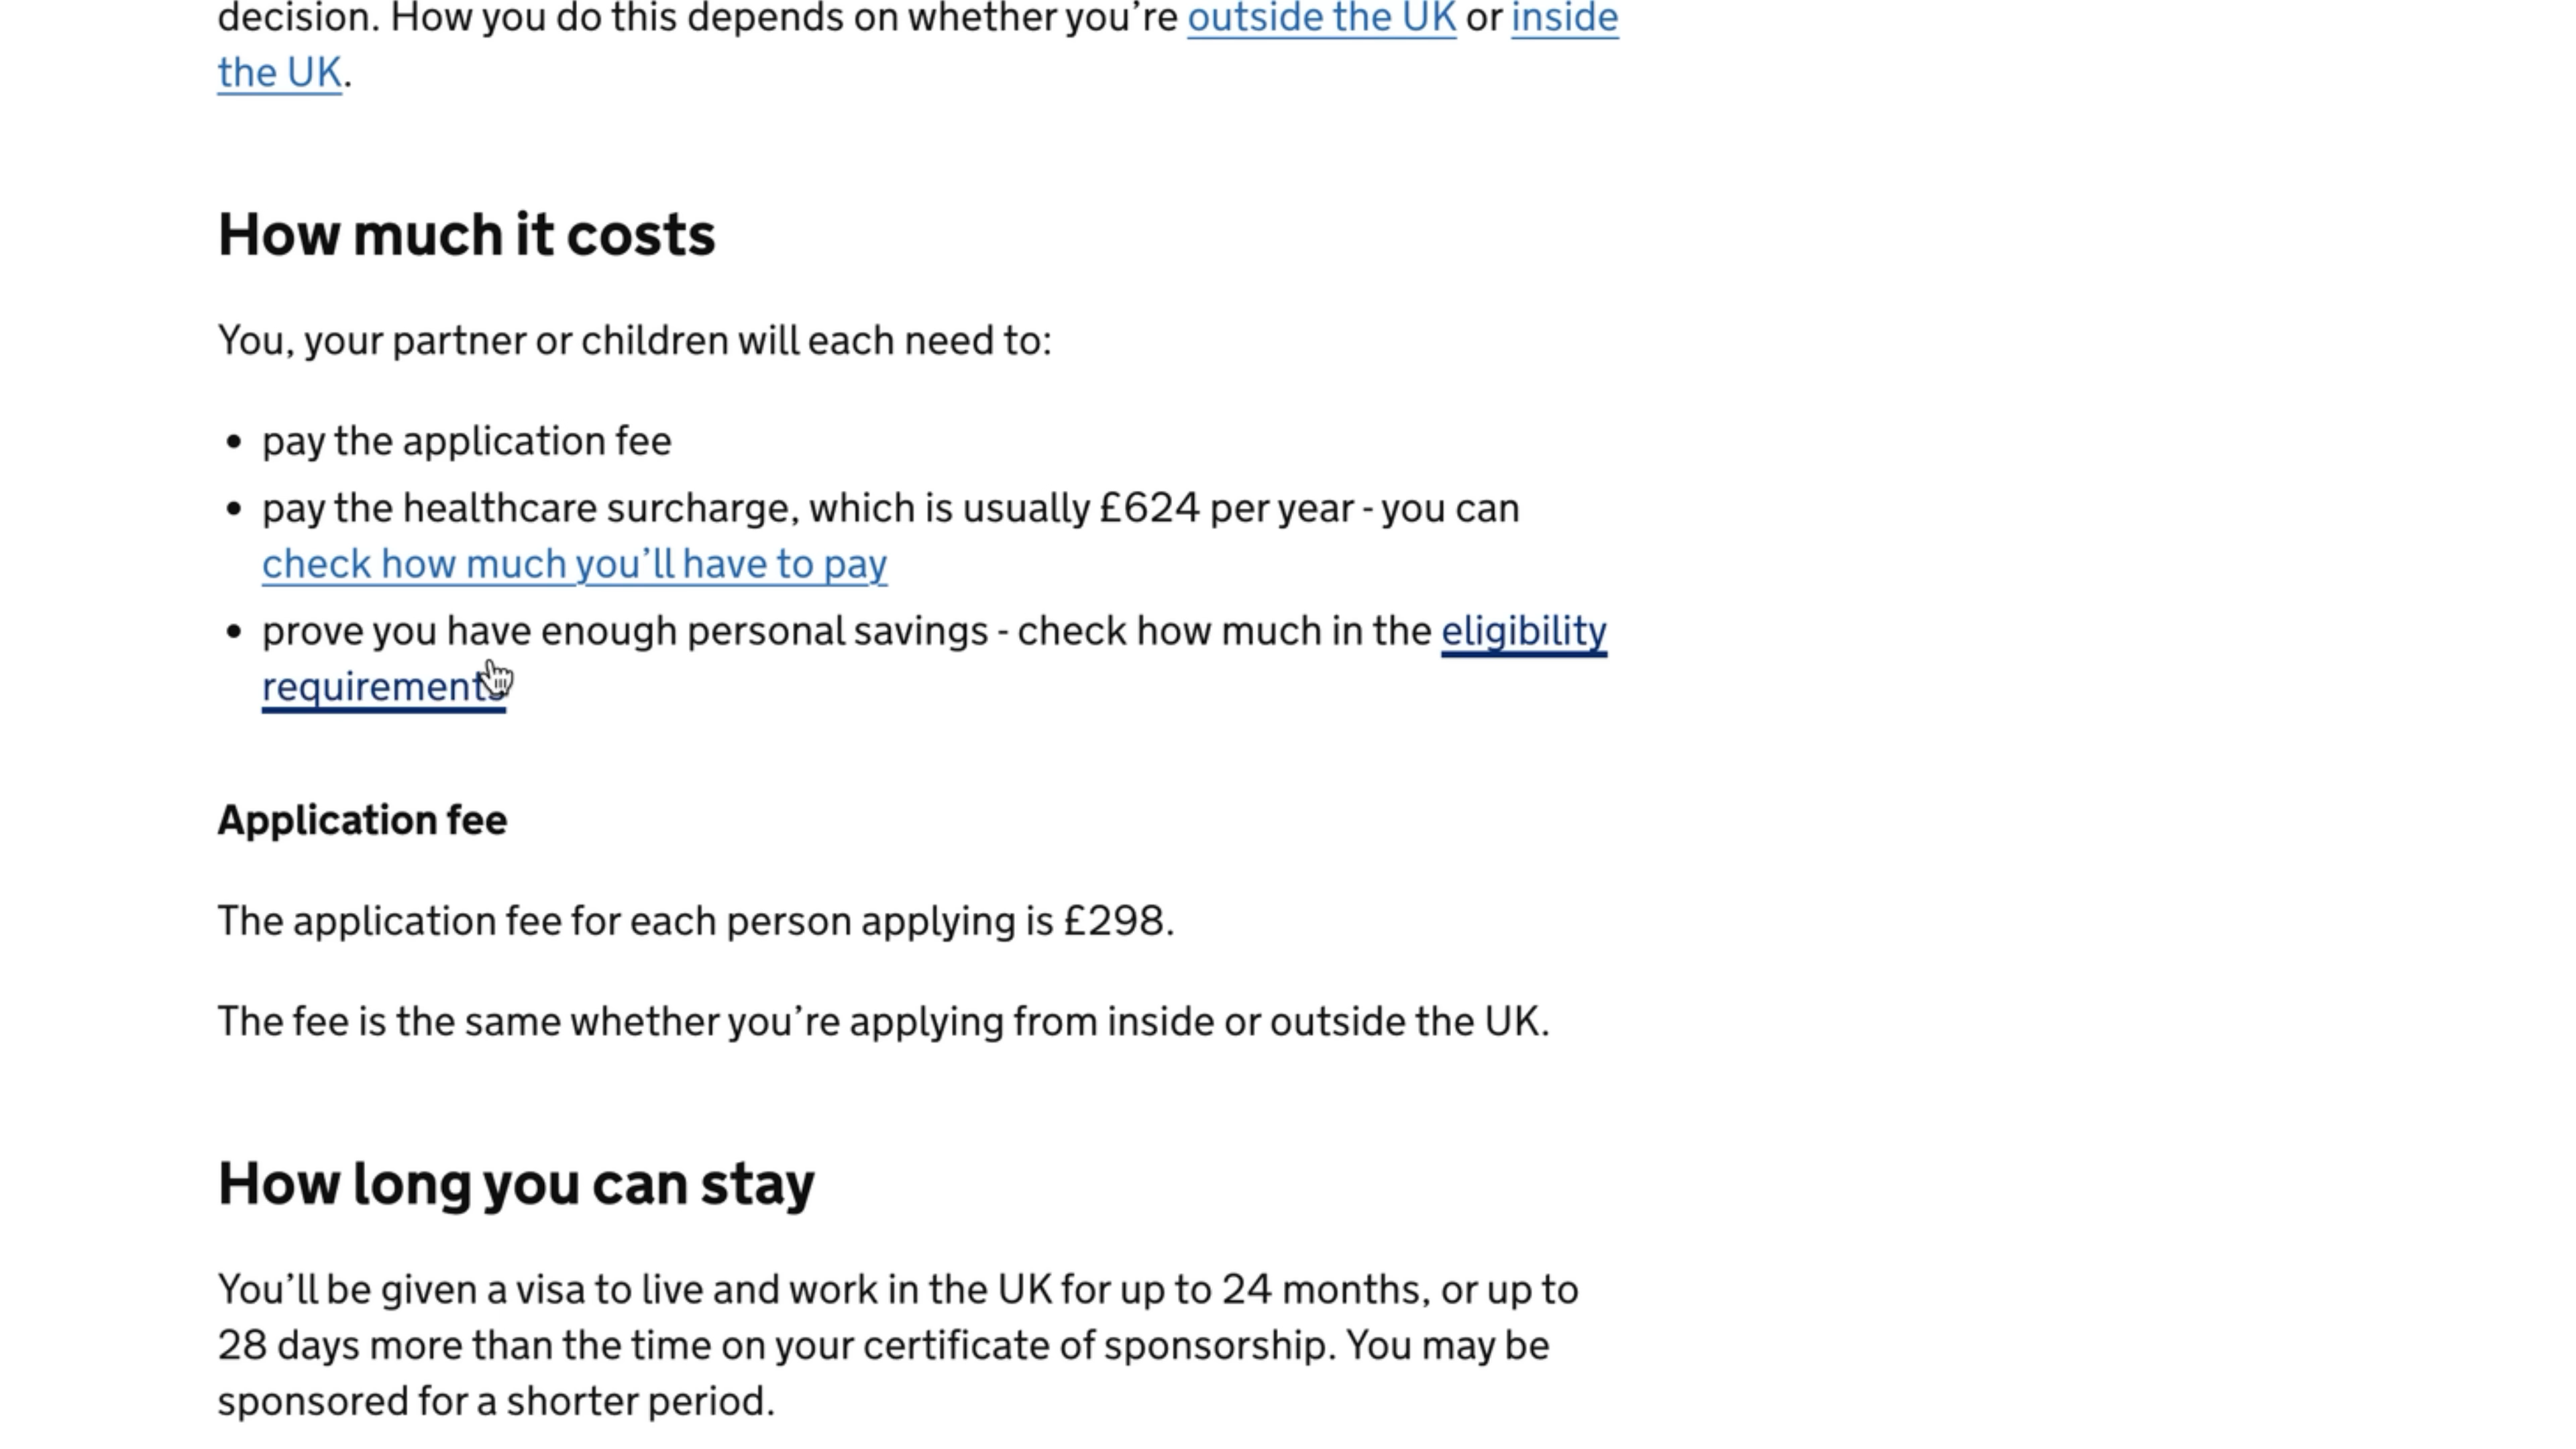 decision. How you do this depends on whether you’re outside the UK or inside
the UK.
How much it costs
You, your partner or children will each need to:
• pay the application fee
• pay the healthcare surcharge, which is usually £624 per year - you can
check how much you’ll have to pay
• prove you have enough personal savings - check how much in the eligibility
requirements
Application fee
The application fee for each person applying is £298.
The fee is the same whether you’re applying from inside or outside the UK.
How long you can stay
You’ll be given a visa to live and work in the UK for up to 24 months, or up to
28 days more than the time on your certificate of sponsorship. You may be
sponsored for a shorter period.